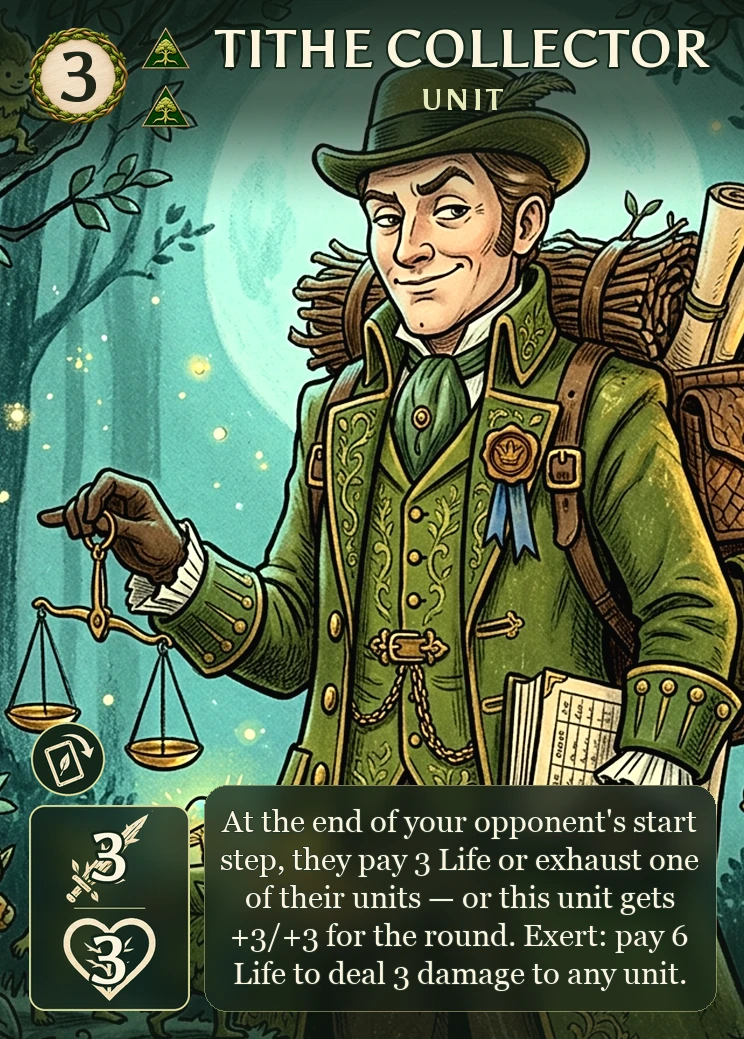 3
TITHE COLLECTOR
UNIT
3
3
At the end of your opponent's start
step, they pay 3 Life or exhaust one
of their units — or this unit gets
+3/+3 for the round. Exert: pay 6
Life to deal 3 damage to any unit.